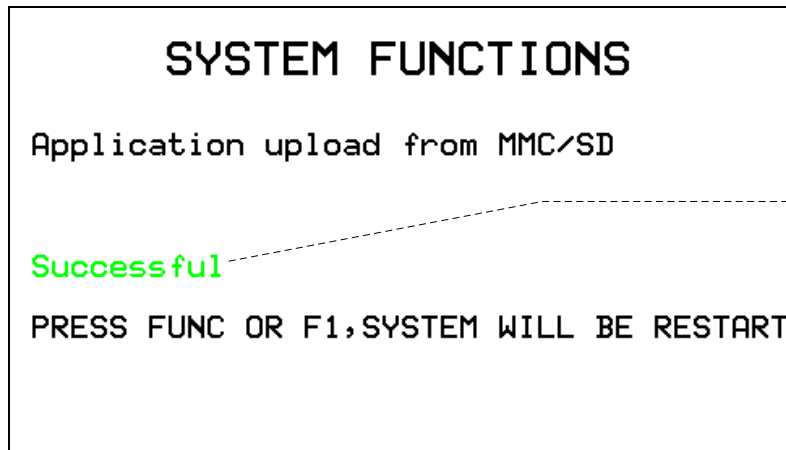 SYSTEM FUNCTIONS
Application upload from MMC/SD
Successful
PRESS FUNC OR F1,SYSTEM WILL BE RESTART